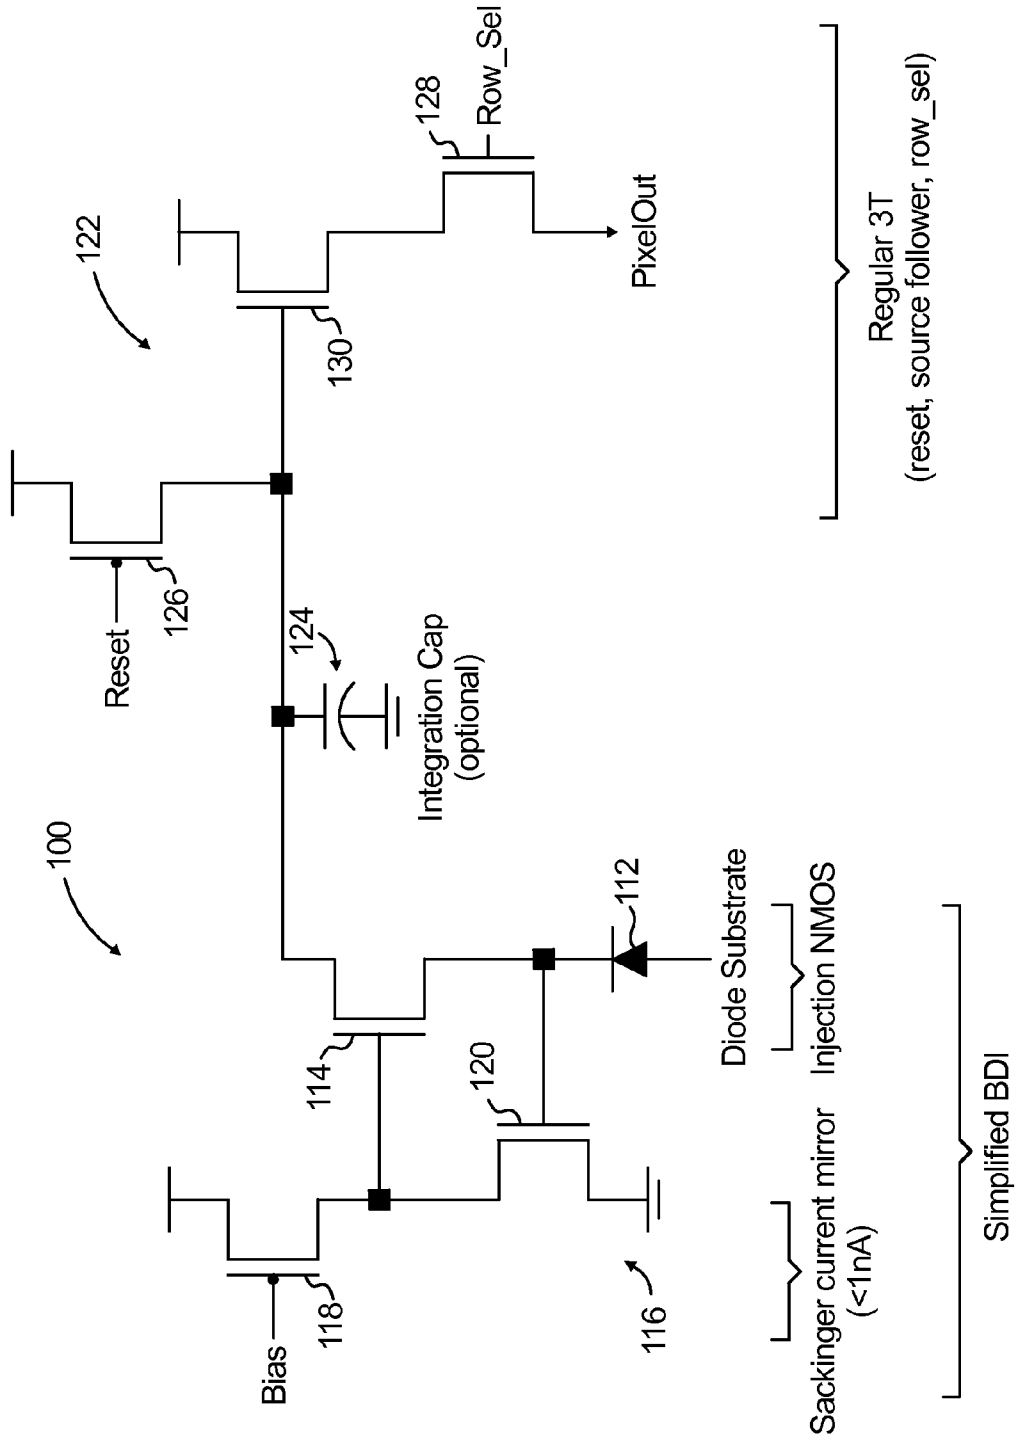 100
122
Reset
126
128
Row_Sel
130
PixelOut
124
Integration Cap
(optional)
Bias
118
114
120
112
116
Diode Substrate
Sackinger current mirror
(<1nA)
Injection NMOS
Simplified BDI
Regular 3T
(reset, source follower, row_sel)